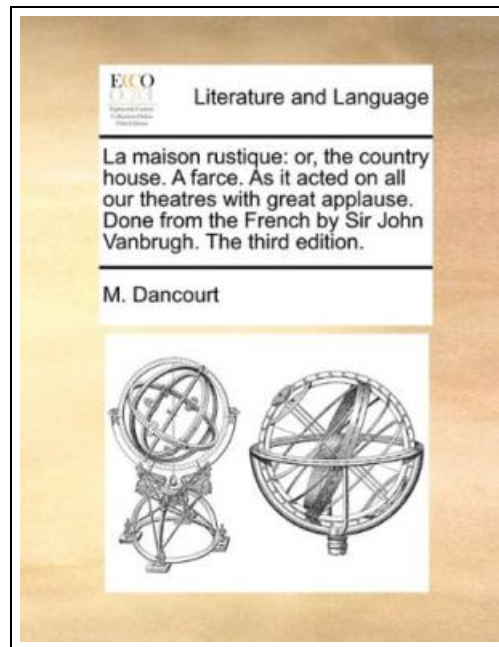 ECCO
Literature and Language
La maison rustique: or, the country
house. A farce. As it acted on all
our theatres with great applause.
Done from the French by Sir John
Vanbrugh. The third edition.
M. Dancourt